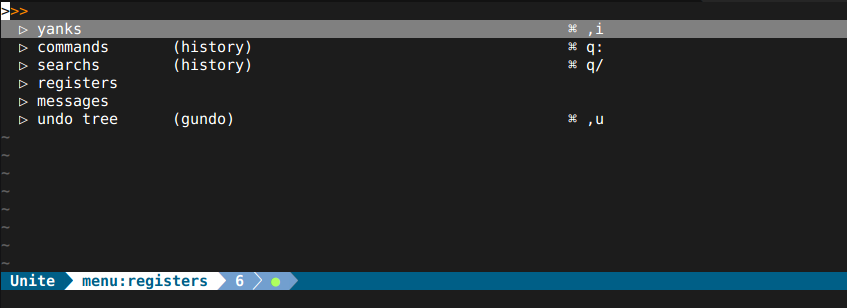 >>>
▷ yanks ⌘ ,i
▷ commands (history) ⌘ q:
▷ searchs (history) ⌘ q/
▷ registers
▷ messages
▷ undo tree (gundo) ⌘ ,u
~
~
~
~
~
~
~
~
Unite menu:registers 6 ●